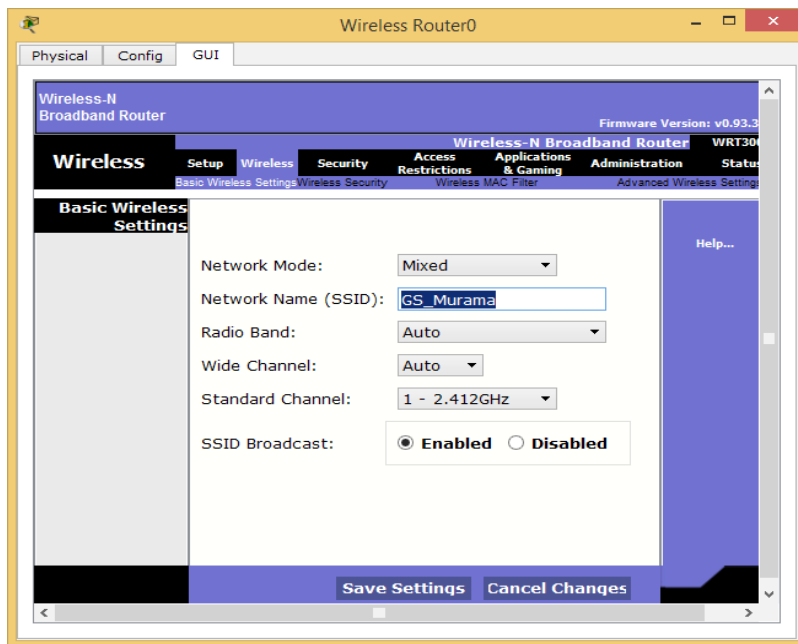 Wireless Router0
Physical Config GUI
Wireless-N
Broadband Router
Firmware Version: v0.93.3
Wireless-N Broadband Router WRT300
Wireless
Setup Wireless Security Access Restrictions Applications & Gaming Administration Status
Basic Wireless Settings Wireless Security Wireless MAC Filter Advanced Wireless Settings
Basic Wireless
Settings
Help...
Network Mode: Mixed
Network Name (SSID): GS_Murama
Radio Band: Auto
Wide Channel: Auto
Standard Channel: 1 - 2.412GHz
SSID Broadcast: Enabled Disabled
Save Settings Cancel Changes